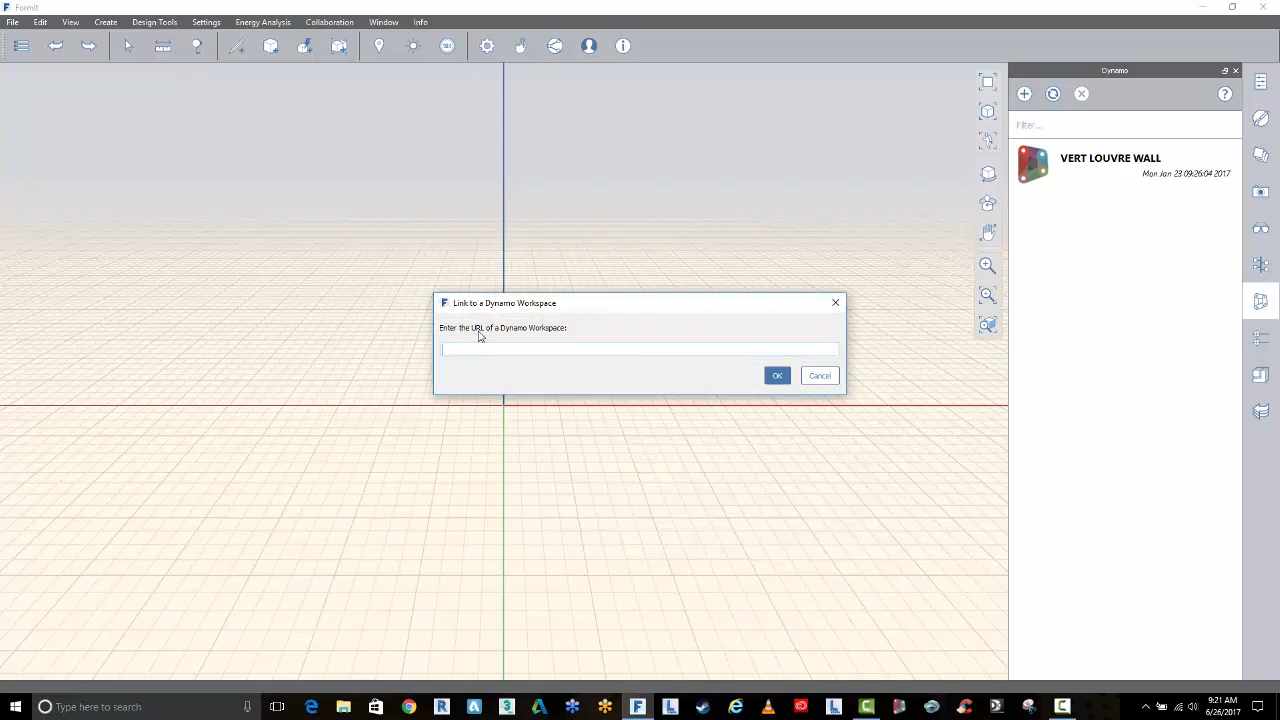 FormIt
File Edit View Create Design Tools Settings Energy Analysis Collaboration Window Info
Dynamo
Filter...
VERT LOUVRE WALL
Mon Jan 23 09:26:04 2017
Link to a Dynamo Workspace
Enter the URL of a Dynamo Workspace:
OK Cancel
Type here to search
9:21 AM
6/26/2017